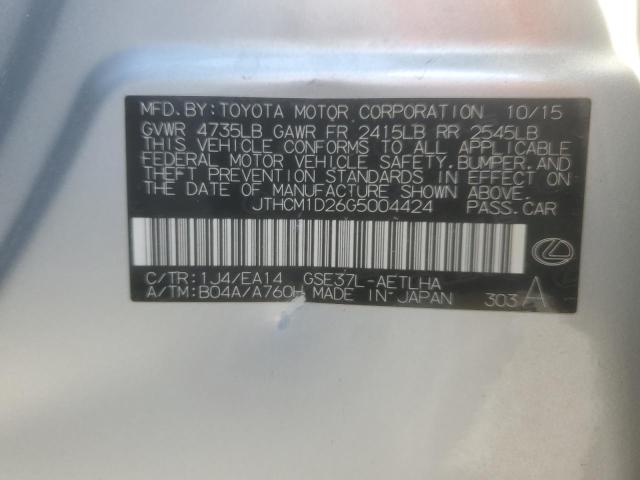 MFD.BY:TOYOTA MOTOR CORPORATION 10/15
GVWR 4735LB GAWR FR 2415LB RR 2545LB
THIS VEHICLE CONFORMS TO ALL APPLICABLE
FEDERAL MOTOR VEHICLE SAFETY,BUMPER,AND
THEFT PREVENTION STANDARDS IN EFFECT ON
THE DATE OF MANUFACTURE SHOWN ABOVE.
JTHCM1D26G5004424 PASS.CAR
C/TR:1J4/EA14 GSE37L-AETLHA
A/TM:B04A/A760H MADE IN JAPAN 303 A